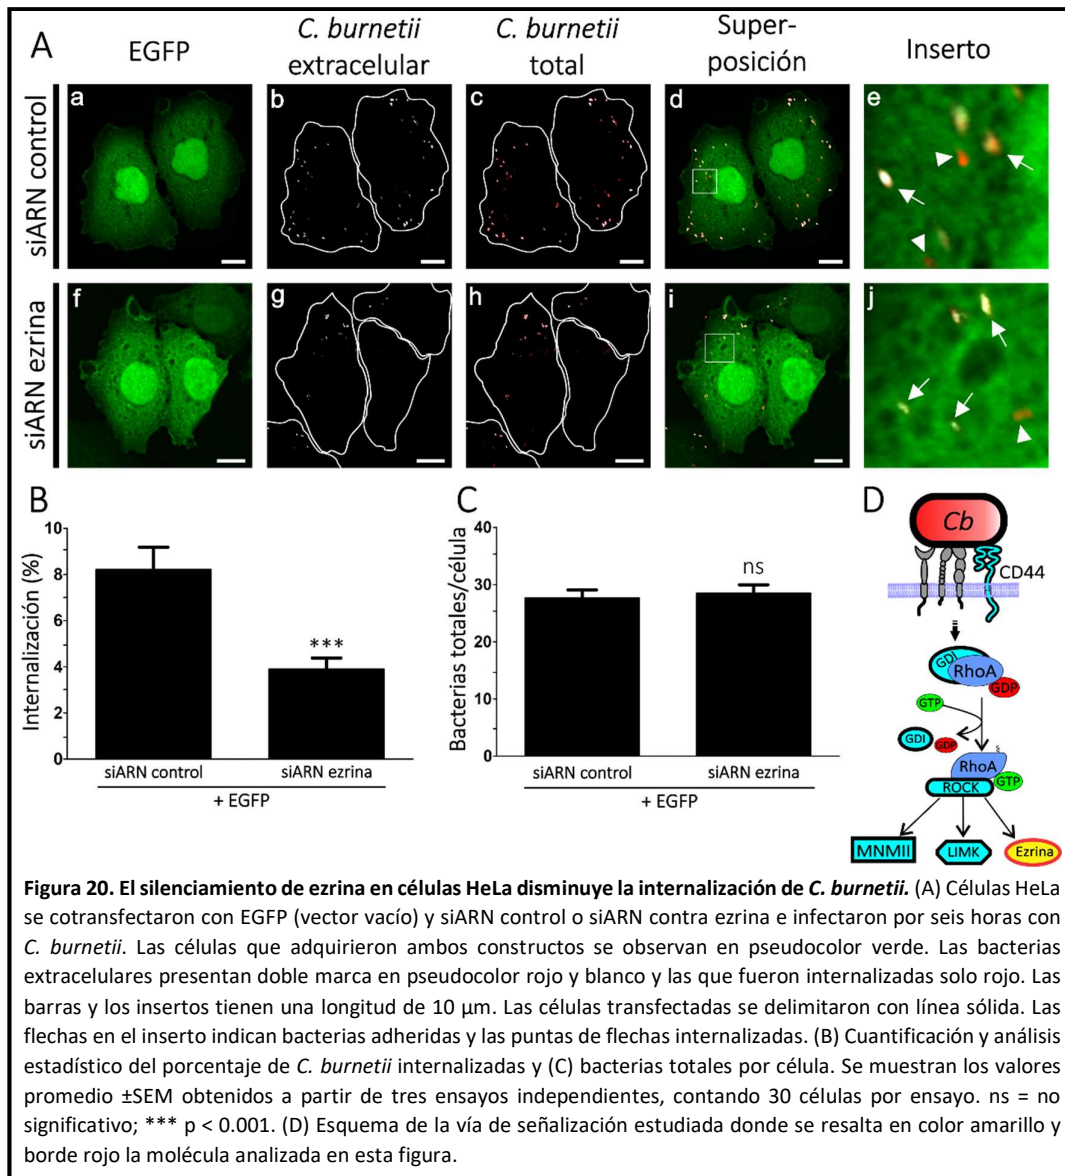 A
EGFP
C. burnetii
extracelular
C. burnetii
total
Super-
posición
Inserto
siARN control
a
b
c
d
e
siARN ezrina
f
g
h
i
j
B
Internalización (%)
10
8
6
4
2
0
***
siARN control
siARN ezrina
+ EGFP
C
Bacterias totales/célula
40
30
20
10
0
ns
siARN control
siARN ezrina
+ EGFP
D
Cb
CD44
GDI
RhoA
GDP
GTP
GDI
GDP
RhoA
GTP
ROCK
MNMII
LIMK
Ezrina
Figura 20. El silenciamiento de ezrina en células HeLa disminuye la internalización de C. burnetii. (A) Células HeLa
se cotransfectaron con EGFP (vector vacío) y siARN control o siARN contra ezrina e infectaron por seis horas con
C. burnetii. Las células que adquirieron ambos constructos se observan en pseudocolor verde. Las bacterias
extracelulares presentan doble marca en pseudocolor rojo y blanco y las que fueron internalizadas solo rojo. Las
barras y los insertos tienen una longitud de 10 µm. Las células transfectadas se delimitaron con línea sólida. Las
flechas en el inserto indican bacterias adheridas y las puntas de flechas internalizadas. (B) Cuantificación y análisis
estadístico del porcentaje de C. burnetii internalizadas y (C) bacterias totales por célula. Se muestran los valores
promedio ±SEM obtenidos a partir de tres ensayos independientes, contando 30 células por ensayo. ns = no
significativo; *** p < 0.001. (D) Esquema de la vía de señalización estudiada donde se resalta en color amarillo y
borde rojo la molécula analizada en esta figura.